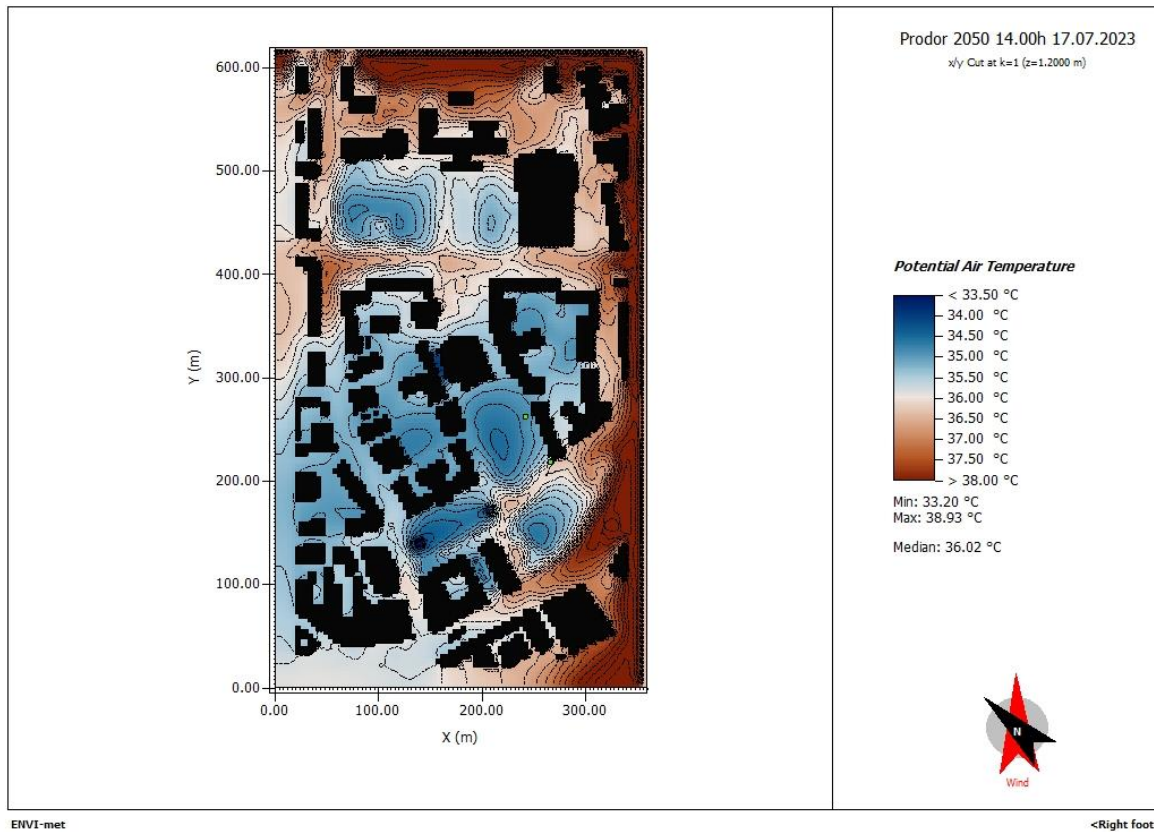 Prodor 2050 14.00h 17.07.2023
x/y Cut at k=1 (z=1.2000 m)
600.00
500.00
400.00
Y (m)
300.00
200.00
100.00
0.00
0.00 100.00 200.00 300.00
X (m)
Potential Air Temperature
< 33.50 °C
34.00 °C
34.50 °C
35.00 °C
35.50 °C
36.00 °C
36.50 °C
37.00 °C
37.50 °C
> 38.00 °C
Min: 33.20 °C
Max: 38.93 °C
Median: 36.02 °C
N
Wind
ENVI-met
<Right foot